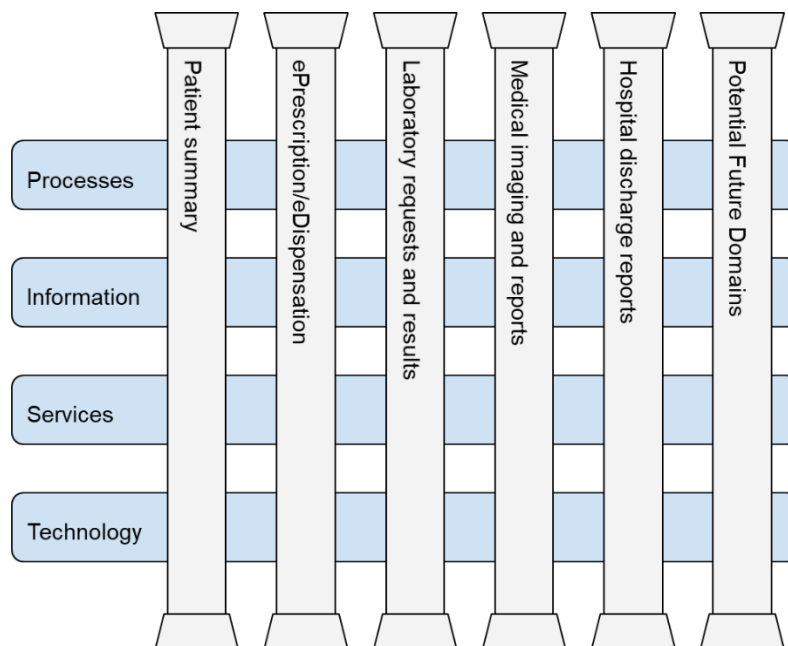 Patient summary
ePrescription/eDispensation
Laboratory requests and results
Medical imaging and reports
Hospital discharge reports
Potential Future Domains
Processes
Information
Services
Technology